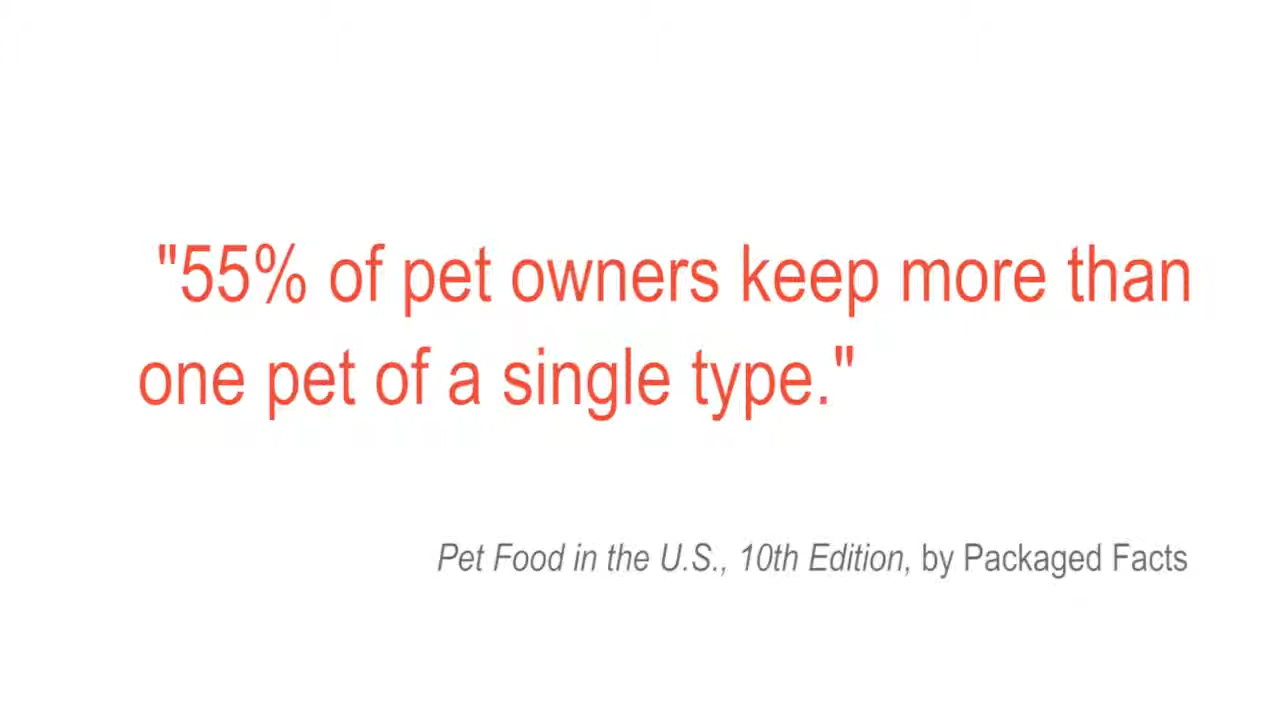 "55% of pet owners keep more than
one pet of a single type."
Pet Food in the U.S., 10th Edition, by Packaged Facts